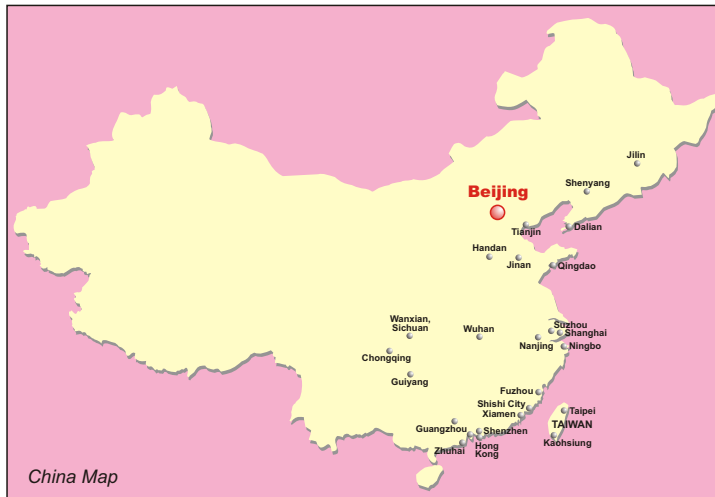 Jilin
Shenyang
Beijing
Tianjin
Dalian
Handan
Jinan
Qingdao
Wanxian,
Sichuan
Wuhan
Suzhou
Shanghai
Nanjing
Ningbo
Chongqing
Guiyang
Fuzhou
Shishi City
Xiamen
Taipei
Guangzhou
Shenzhen
TAIWAN
Zhuhai
Hong
Kong
Kaohsiung
China Map